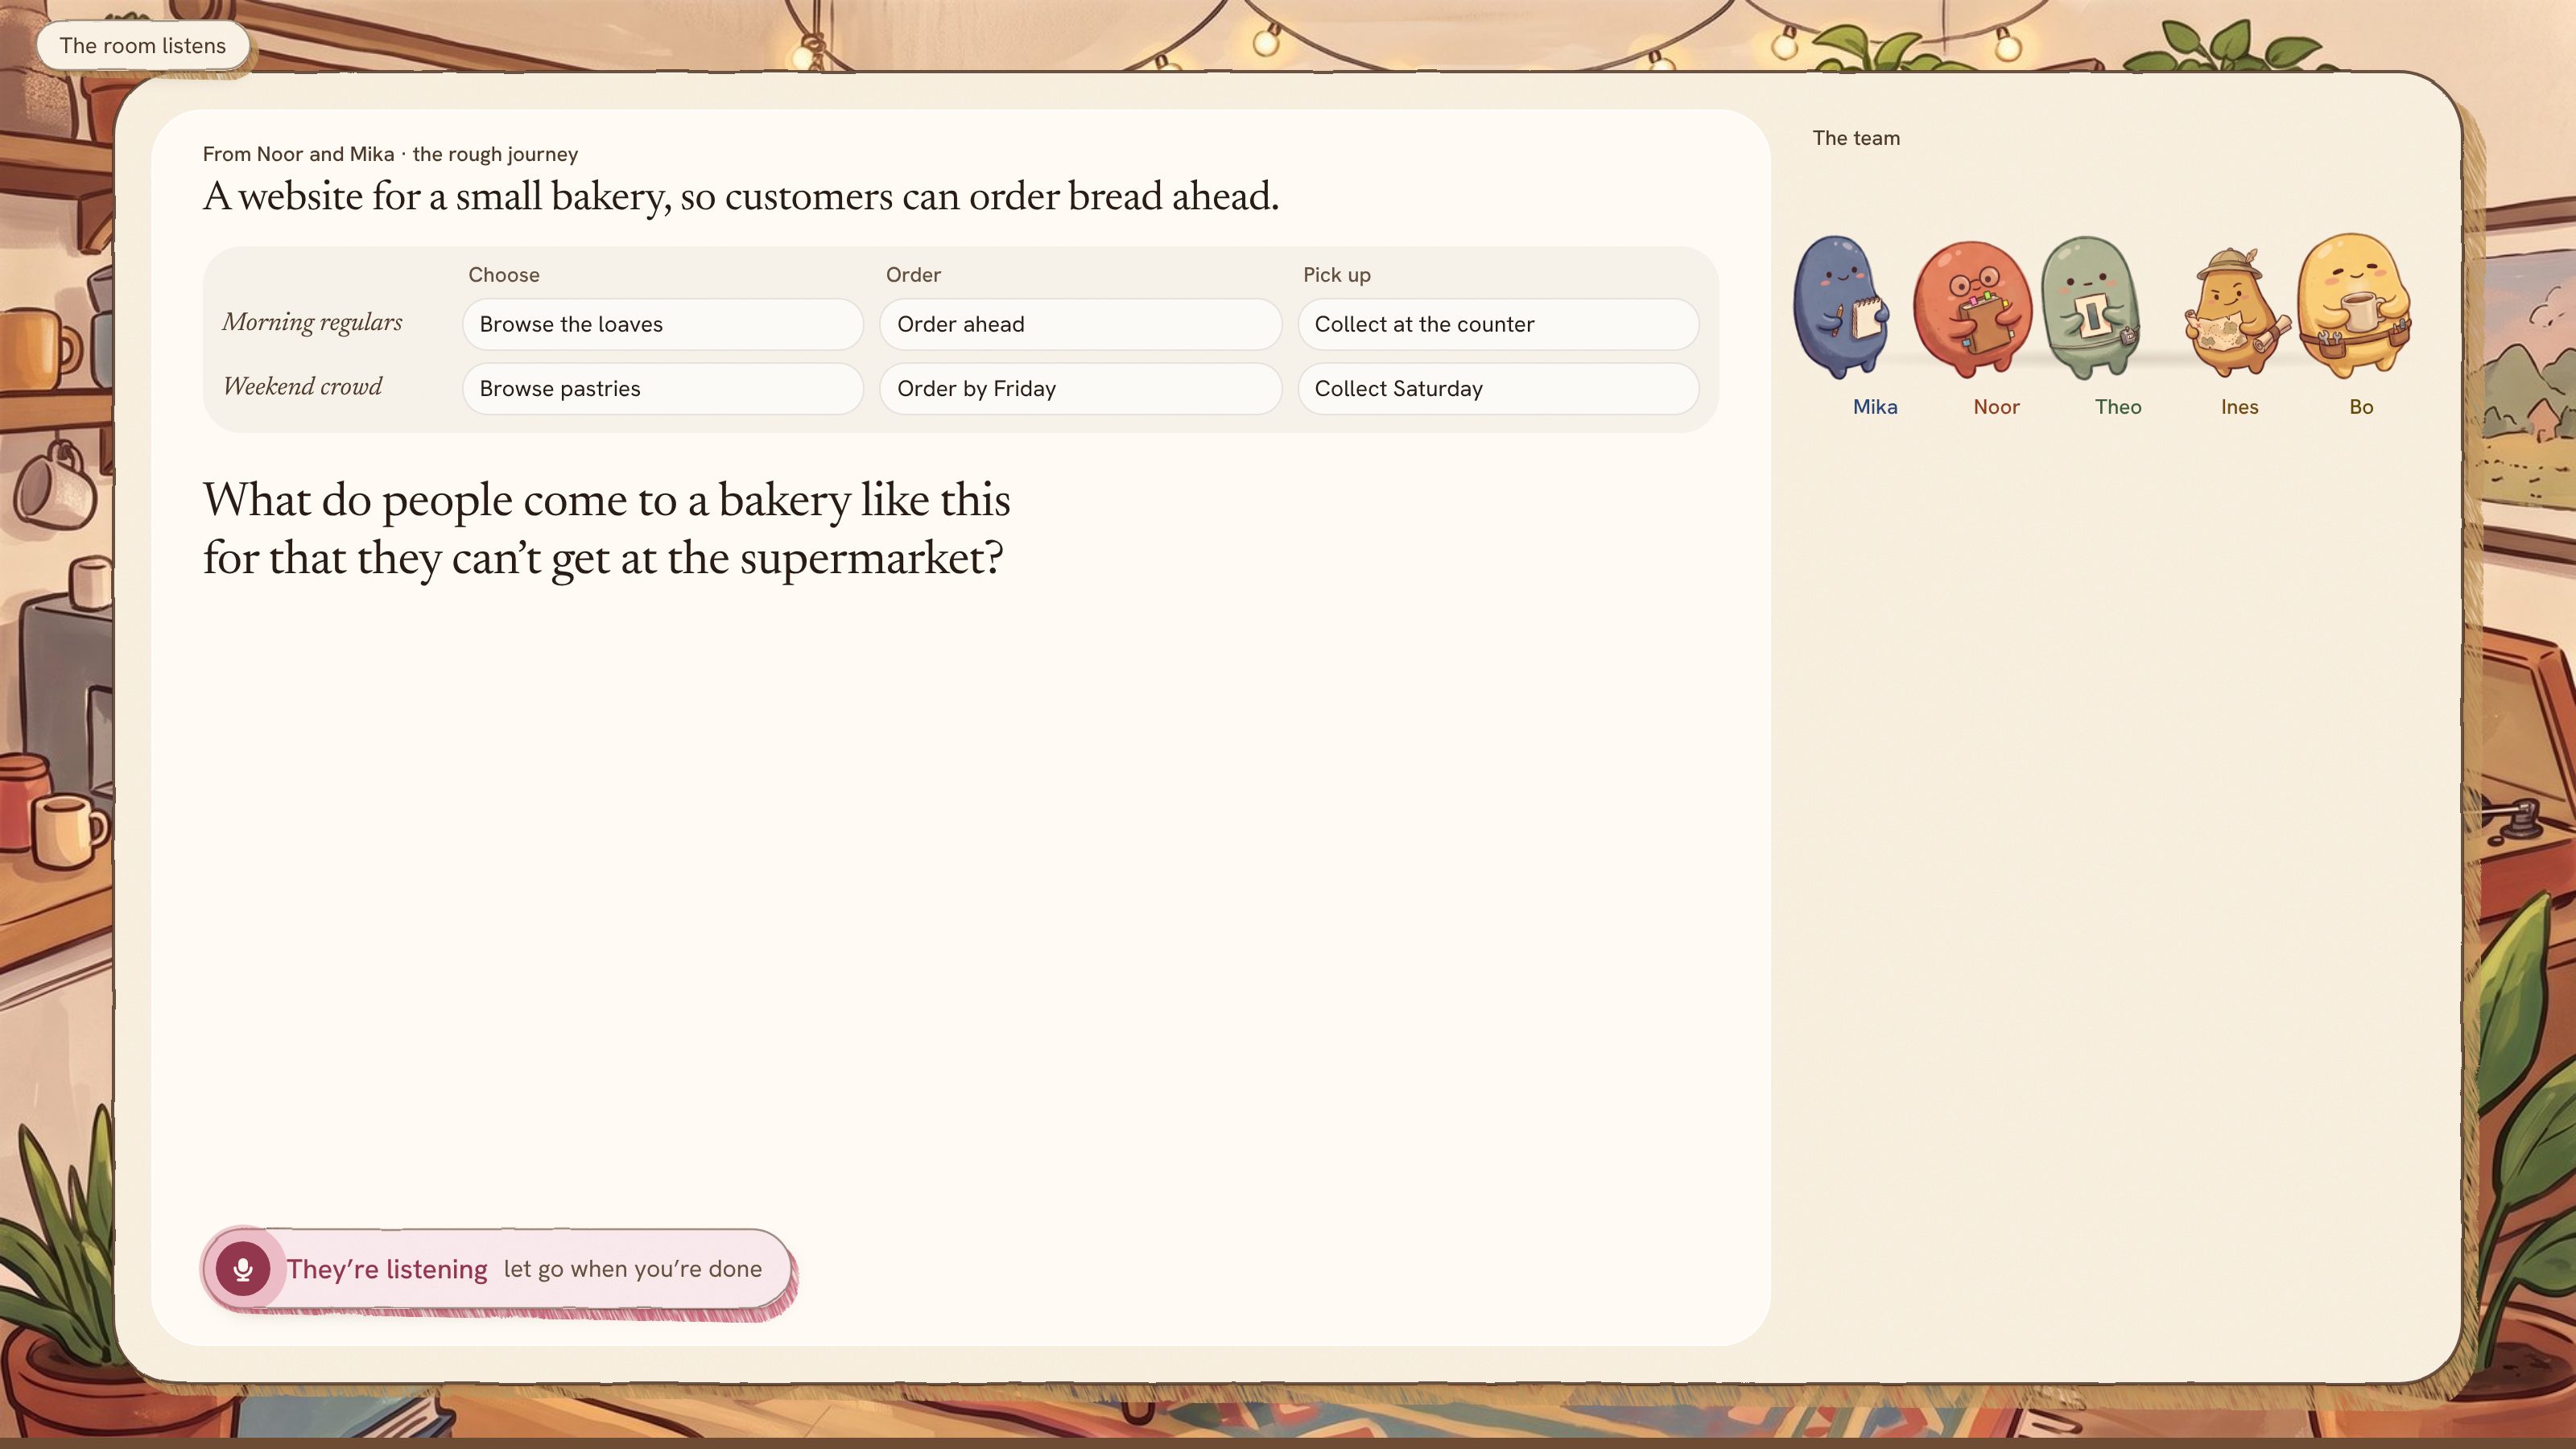 The room listens
From Noor and Mika · the rough journey
A website for a small bakery, so customers can order bread ahead.
Choose Order Pick up
Morning regulars Browse the loaves Order ahead Collect at the counter
Weekend crowd Browse pastries Order by Friday Collect Saturday
What do people come to a bakery like this
for that they can’t get at the supermarket?
They’re listening let go when you’re done
The team
Mika Noor Theo Ines Bo